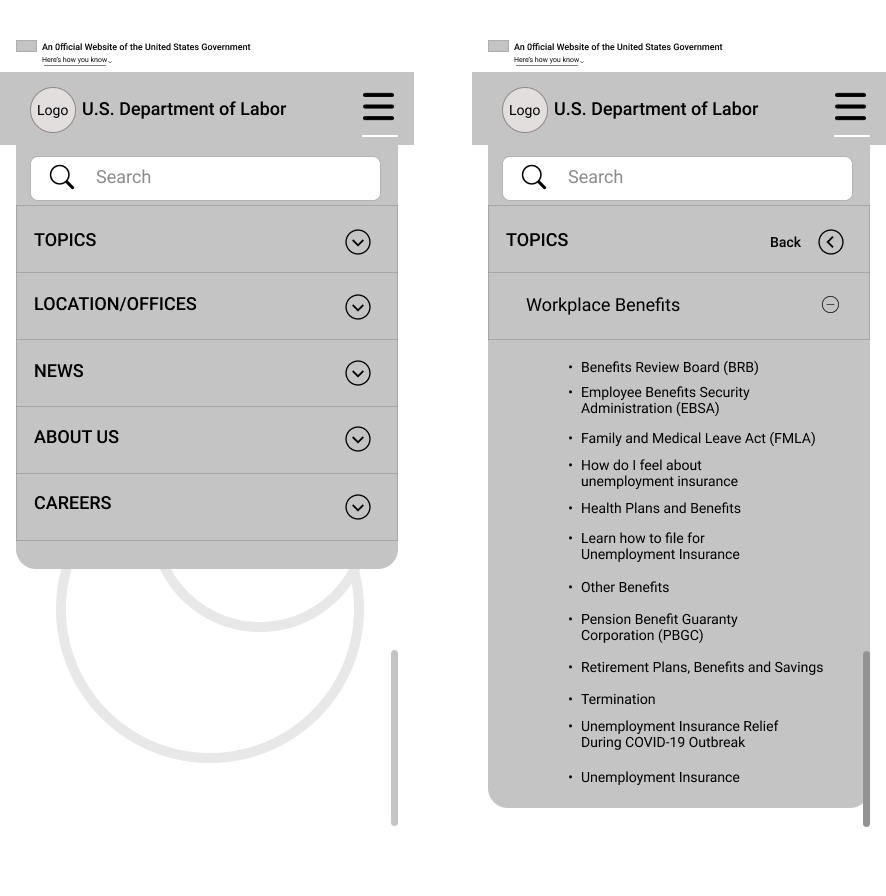 An Official Website of the United States Government
Here's how you know
Logo
U.S. Department of Labor
Search
TOPICS
LOCATION/OFFICES
NEWS
ABOUT US
CAREERS
An Official Website of the United States Government
Here's how you know
Logo
U.S. Department of Labor
Search
TOPICS
Back
Workplace Benefits
• Benefits Review Board (BRB)
• Employee Benefits Security
Administration (EBSA)
• Family and Medical Leave Act (FMLA)
• How do I feel about
unemployment insurance
• Health Plans and Benefits
• Learn how to file for
Unemployment Insurance
• Other Benefits
• Pension Benefit Guaranty
Corporation (PBGC)
• Retirement Plans, Benefits and Savings
• Termination
• Unemployment Insurance Relief
During COVID-19 Outbreak
• Unemployment Insurance